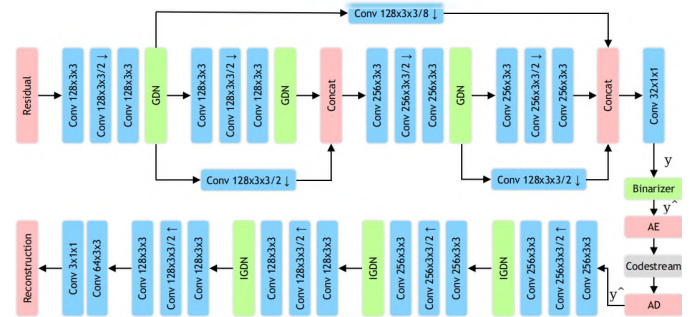 Conv 128x3x3/8 ↓
Residual
Conv 128x3x3
Conv 128x3x3/2 ↓
Conv 128x3x3
GDN
Conv 128x3x3
Conv 128x3x3/2 ↓
Conv 128x3x3
GDN
Concat
Conv 256x3x3
Conv 256x3x3/2 ↓
Conv 256x3x3
GDN
Conv 256x3x3
Conv 256x3x3/2 ↓
Conv 256x3x3
Concat
Conv 32x1x1
Conv 128x3x3/2 ↓
Conv 128x3x3/2 ↓
y
Binarizer
y^
AE
Codestream
AD
y^
Reconstruction
Conv 3x1x1
Conv 64x3x3
Conv 128x3x3
Conv 128x3x3/2 ↑
Conv 128x3x3
IGDN
Conv 128x3x3
Conv 128x3x3/2 ↑
Conv 128x3x3
IGDN
Conv 256x3x3
Conv 256x3x3/2 ↑
Conv 256x3x3
IGDN
Conv 256x3x3
Conv 256x3x3/2 ↑
Conv 256x3x3